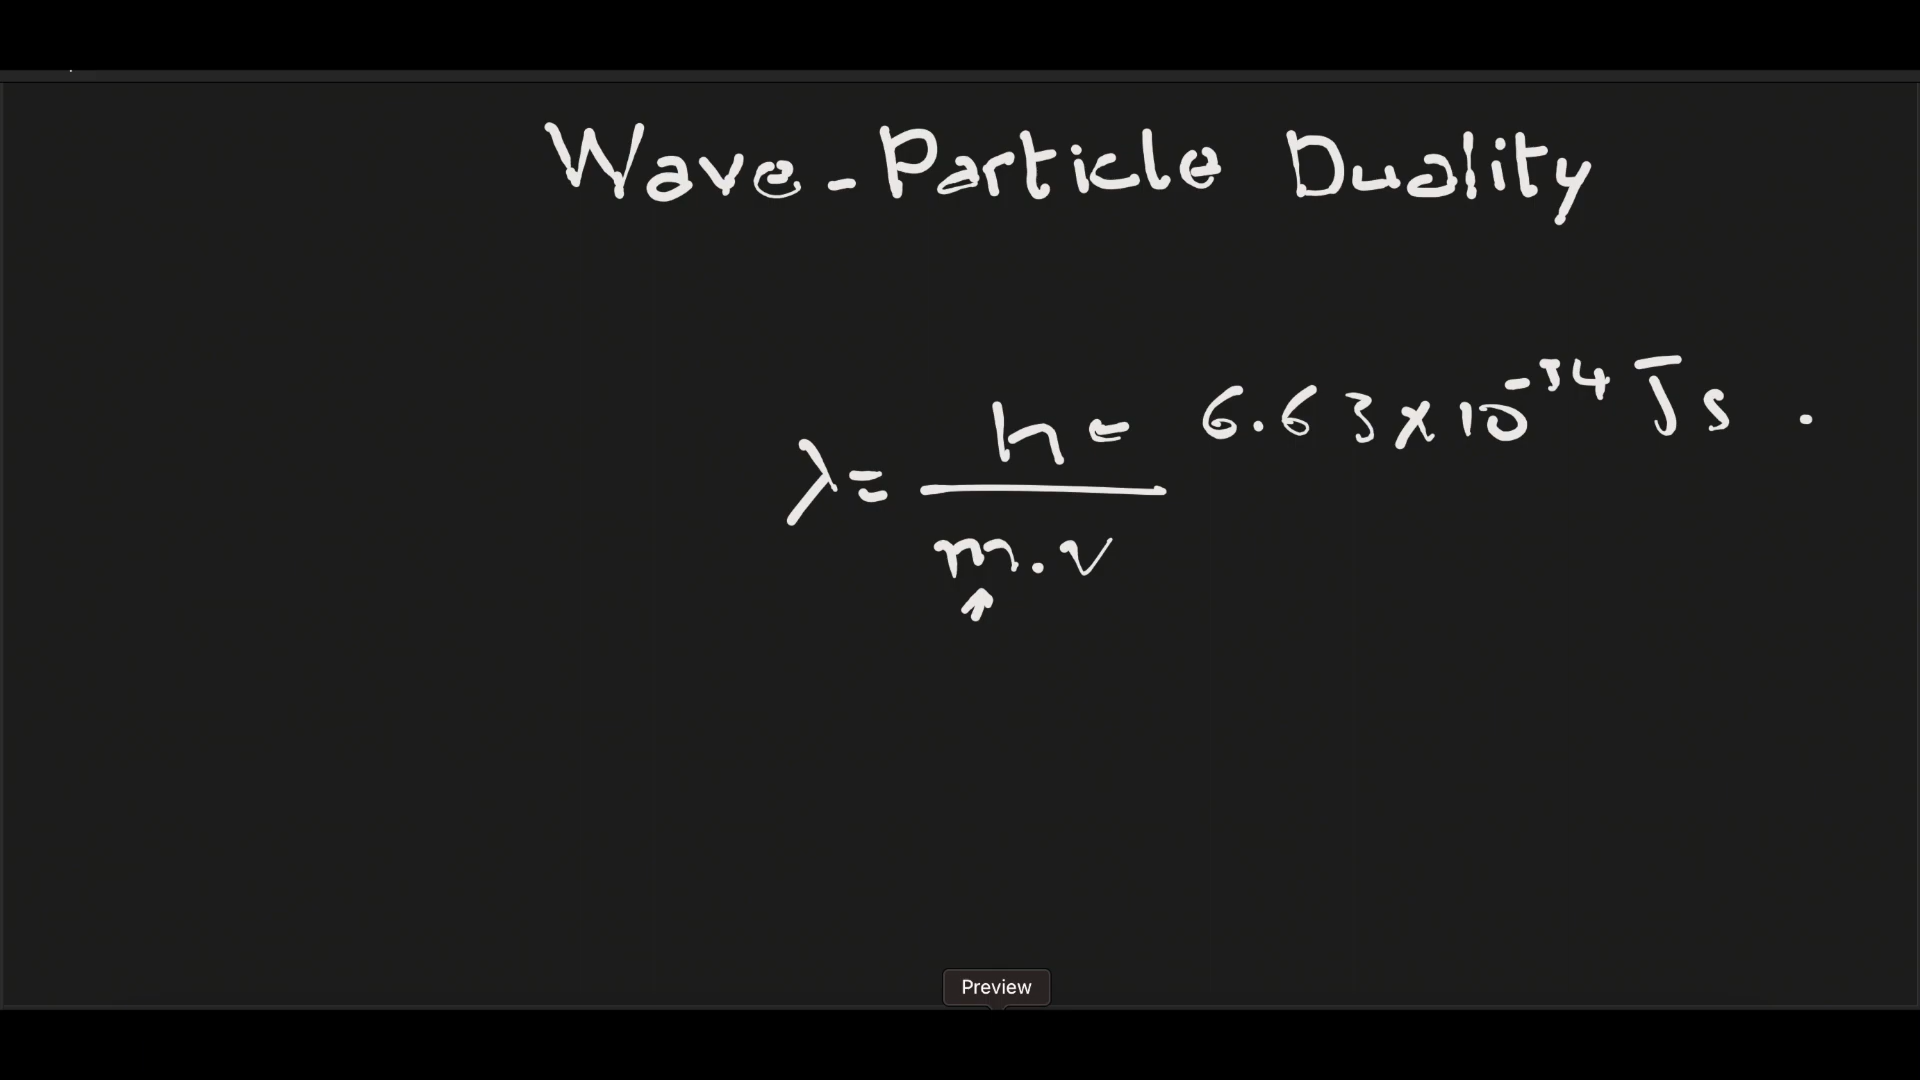 Wave-Particle Duality
λ = h ← 6.63 x 10⁻³⁴ Js .
m . v
↑
Preview